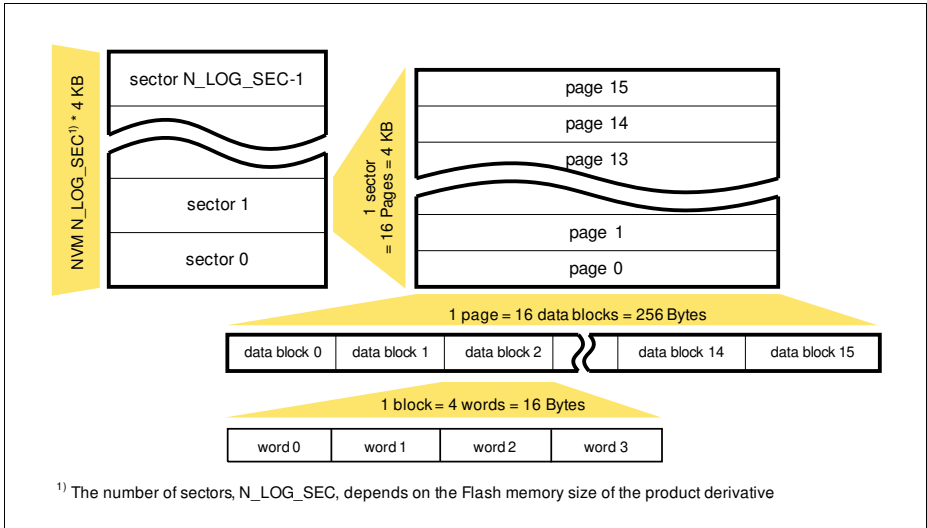 NVM N_LOG_SEC1) * 4 KB
sector N_LOG_SEC-1
sector 1
sector 0
1 sector
= 16 Pages = 4 KB
page 15
page 14
page 13
page 1
page 0
1 page = 16 data blocks = 256 Bytes
data block 0 data block 1 data block 2 data block 14 data block 15
1 block = 4 words = 16 Bytes
word 0 word 1 word 2 word 3
1) The number of sectors, N_LOG_SEC, depends on the Flash memory size of the product derivative